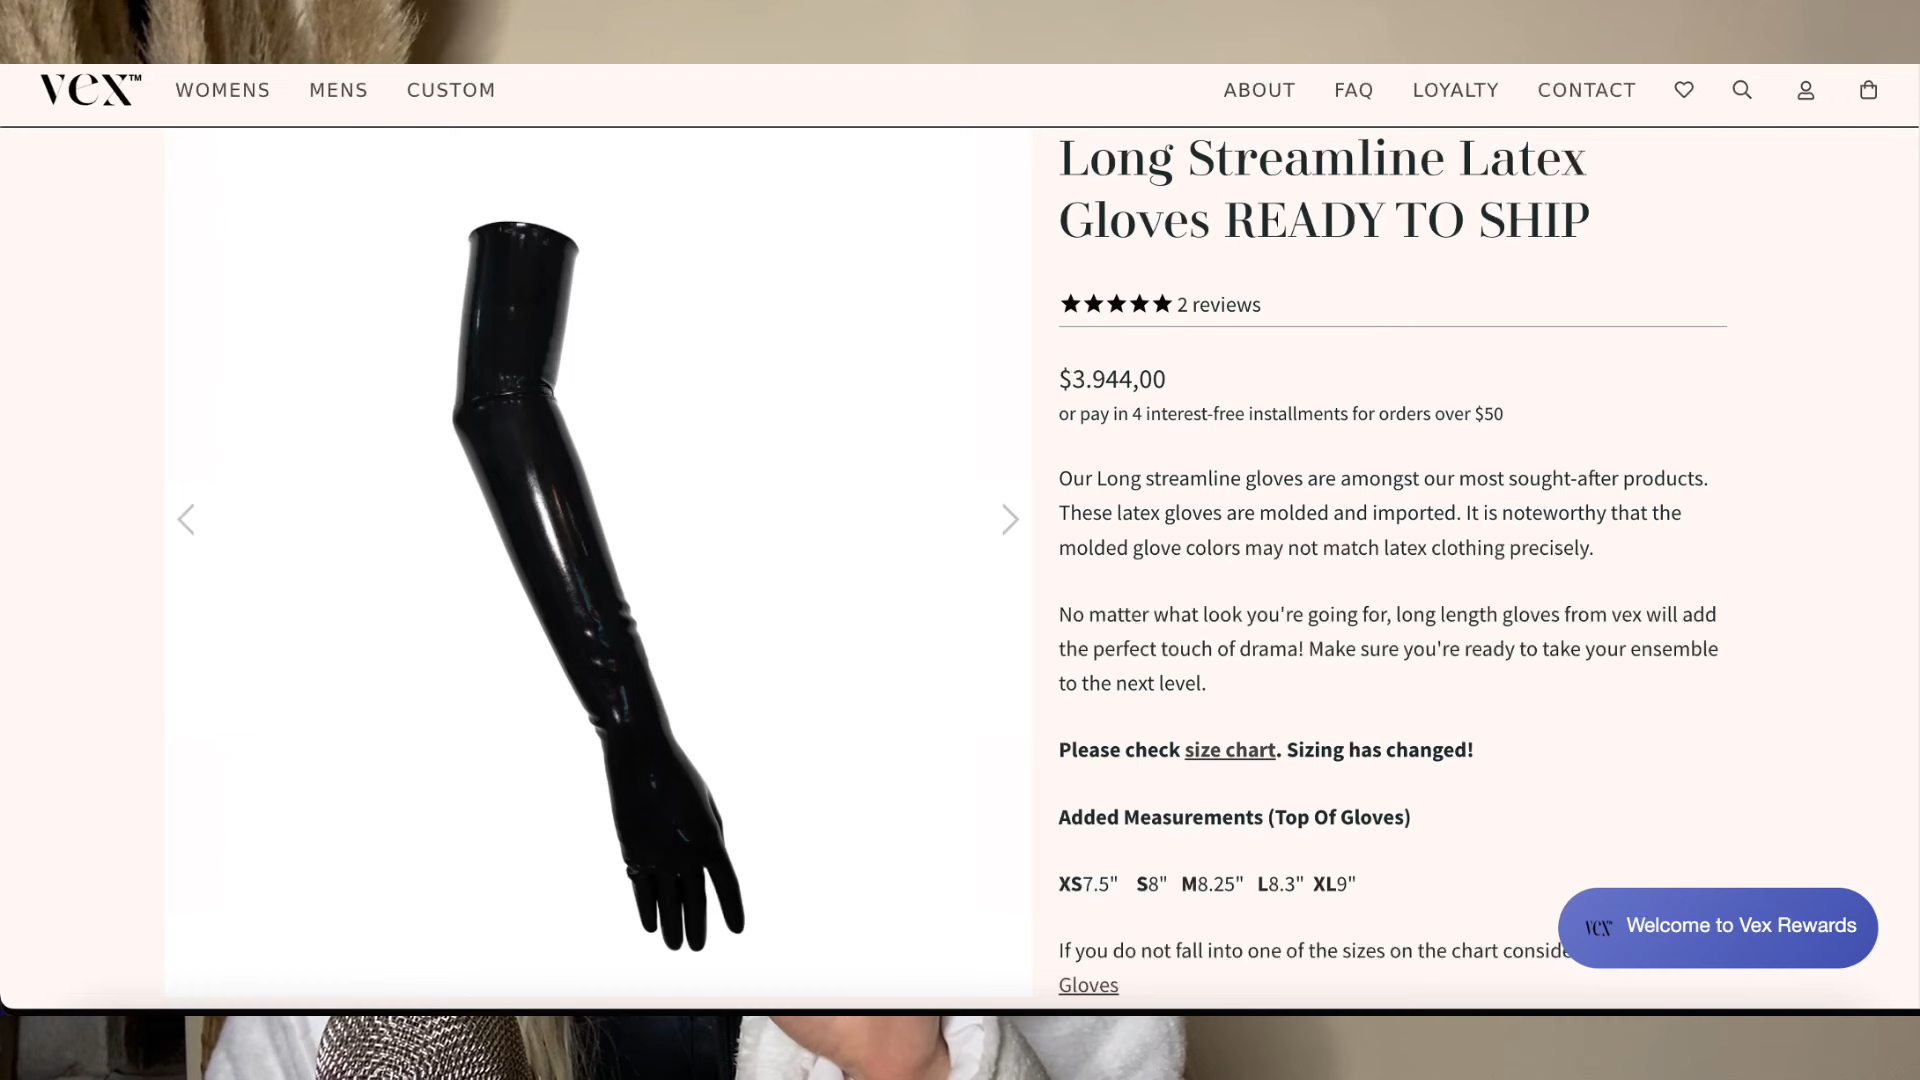 vex™ WOMENS MENS CUSTOM ABOUT FAQ LOYALTY CONTACT
Long Streamline Latex
Gloves READY TO SHIP
★★★★★ 2 reviews
$3.944,00
or pay in 4 interest-free installments for orders over $50
Our Long streamline gloves are amongst our most sought-after products.
These latex gloves are molded and imported. It is noteworthy that the
molded glove colors may not match latex clothing precisely.
No matter what look you're going for, long length gloves from vex will add
the perfect touch of drama! Make sure you're ready to take your ensemble
to the next level.
Please check size chart. Sizing has changed!
Added Measurements (Top Of Gloves)
XS7.5" S8" M8.25" L8.3" XL9"
If you do not fall into one of the sizes on the chart
Gloves
vex Welcome to Vex Rewards